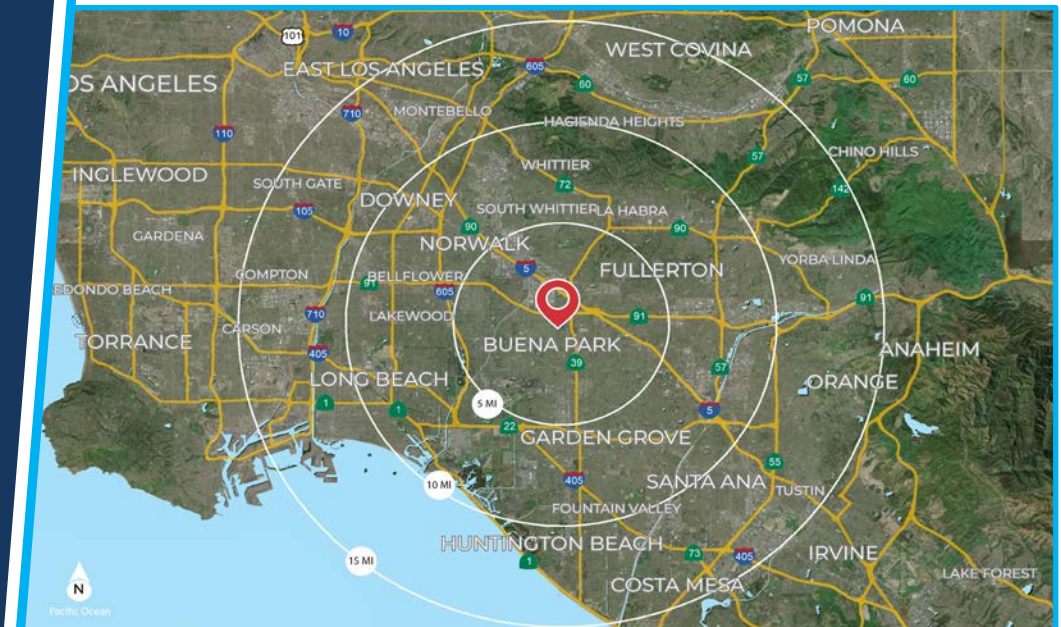 POMONA
101
10
WEST COVINA
OS ANGELES
EAST LOS ANGELES
605
57
60
60
710
MONTEBELLO
110
HACIENDA HEIGHTS
57
CHINO HILLS
WHITTIER
INGLEWOOD
SOUTH GATE
72
142
DOWNEY
105
SOUTH WHITTIER
LA HABRA
90
90
GARDENA
NORWALK
YORBA LINDA
5
FULLERTON
COMPTON
BELLFLOWER
91
EDONDO BEACH
605
91
710
LAKEWOOD
91
CARSON
TORRANCE
BUENA PARK
ANAHEIM
405
39
57
LONG BEACH
ORANGE
1
1
5 MI
5
22
GARDEN GROVE
55
405
SANTA ANA
TUSTIN
10 MI
FOUNTAIN VALLEY
HUNTINGTON BEACH
73
405
IRVINE
15 MI
1
LAKE FOREST
COSTA MESA
N
Pacific Ocean